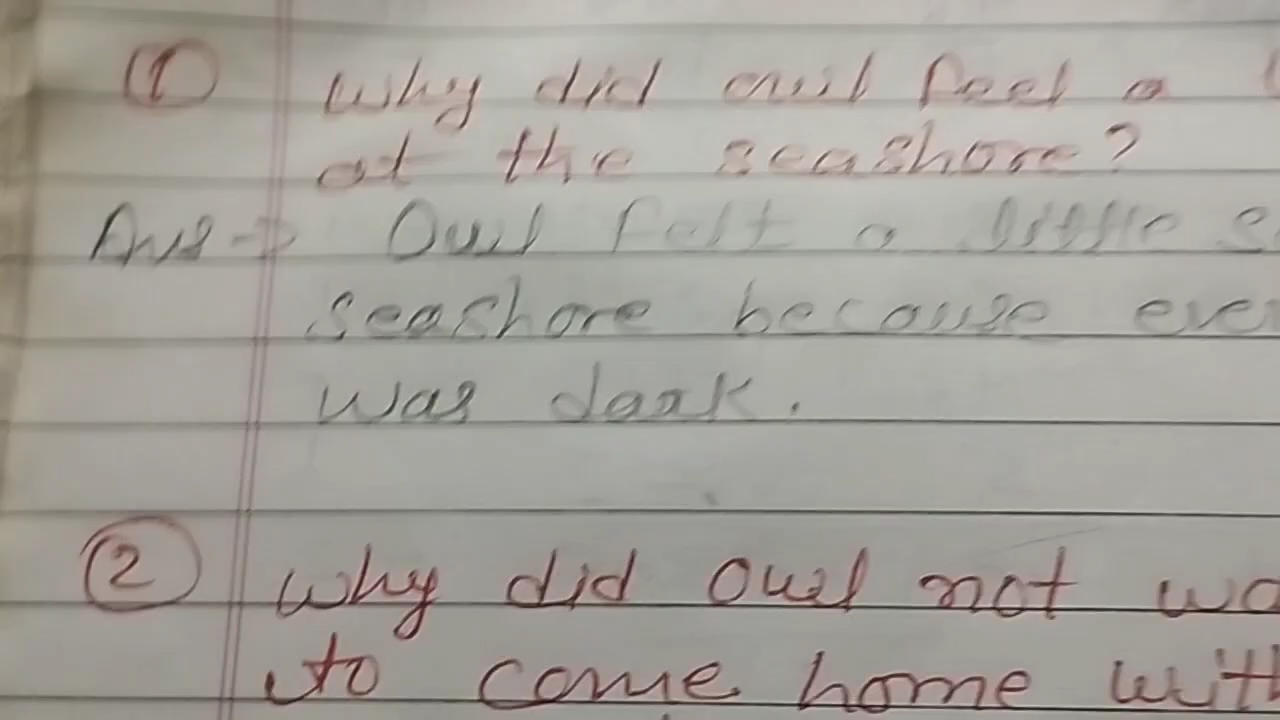 ① Why did owl feel a
at the seashore?
Ans → Owl felt a little
seashore because
was dark.
② Why did Owl not
to come home